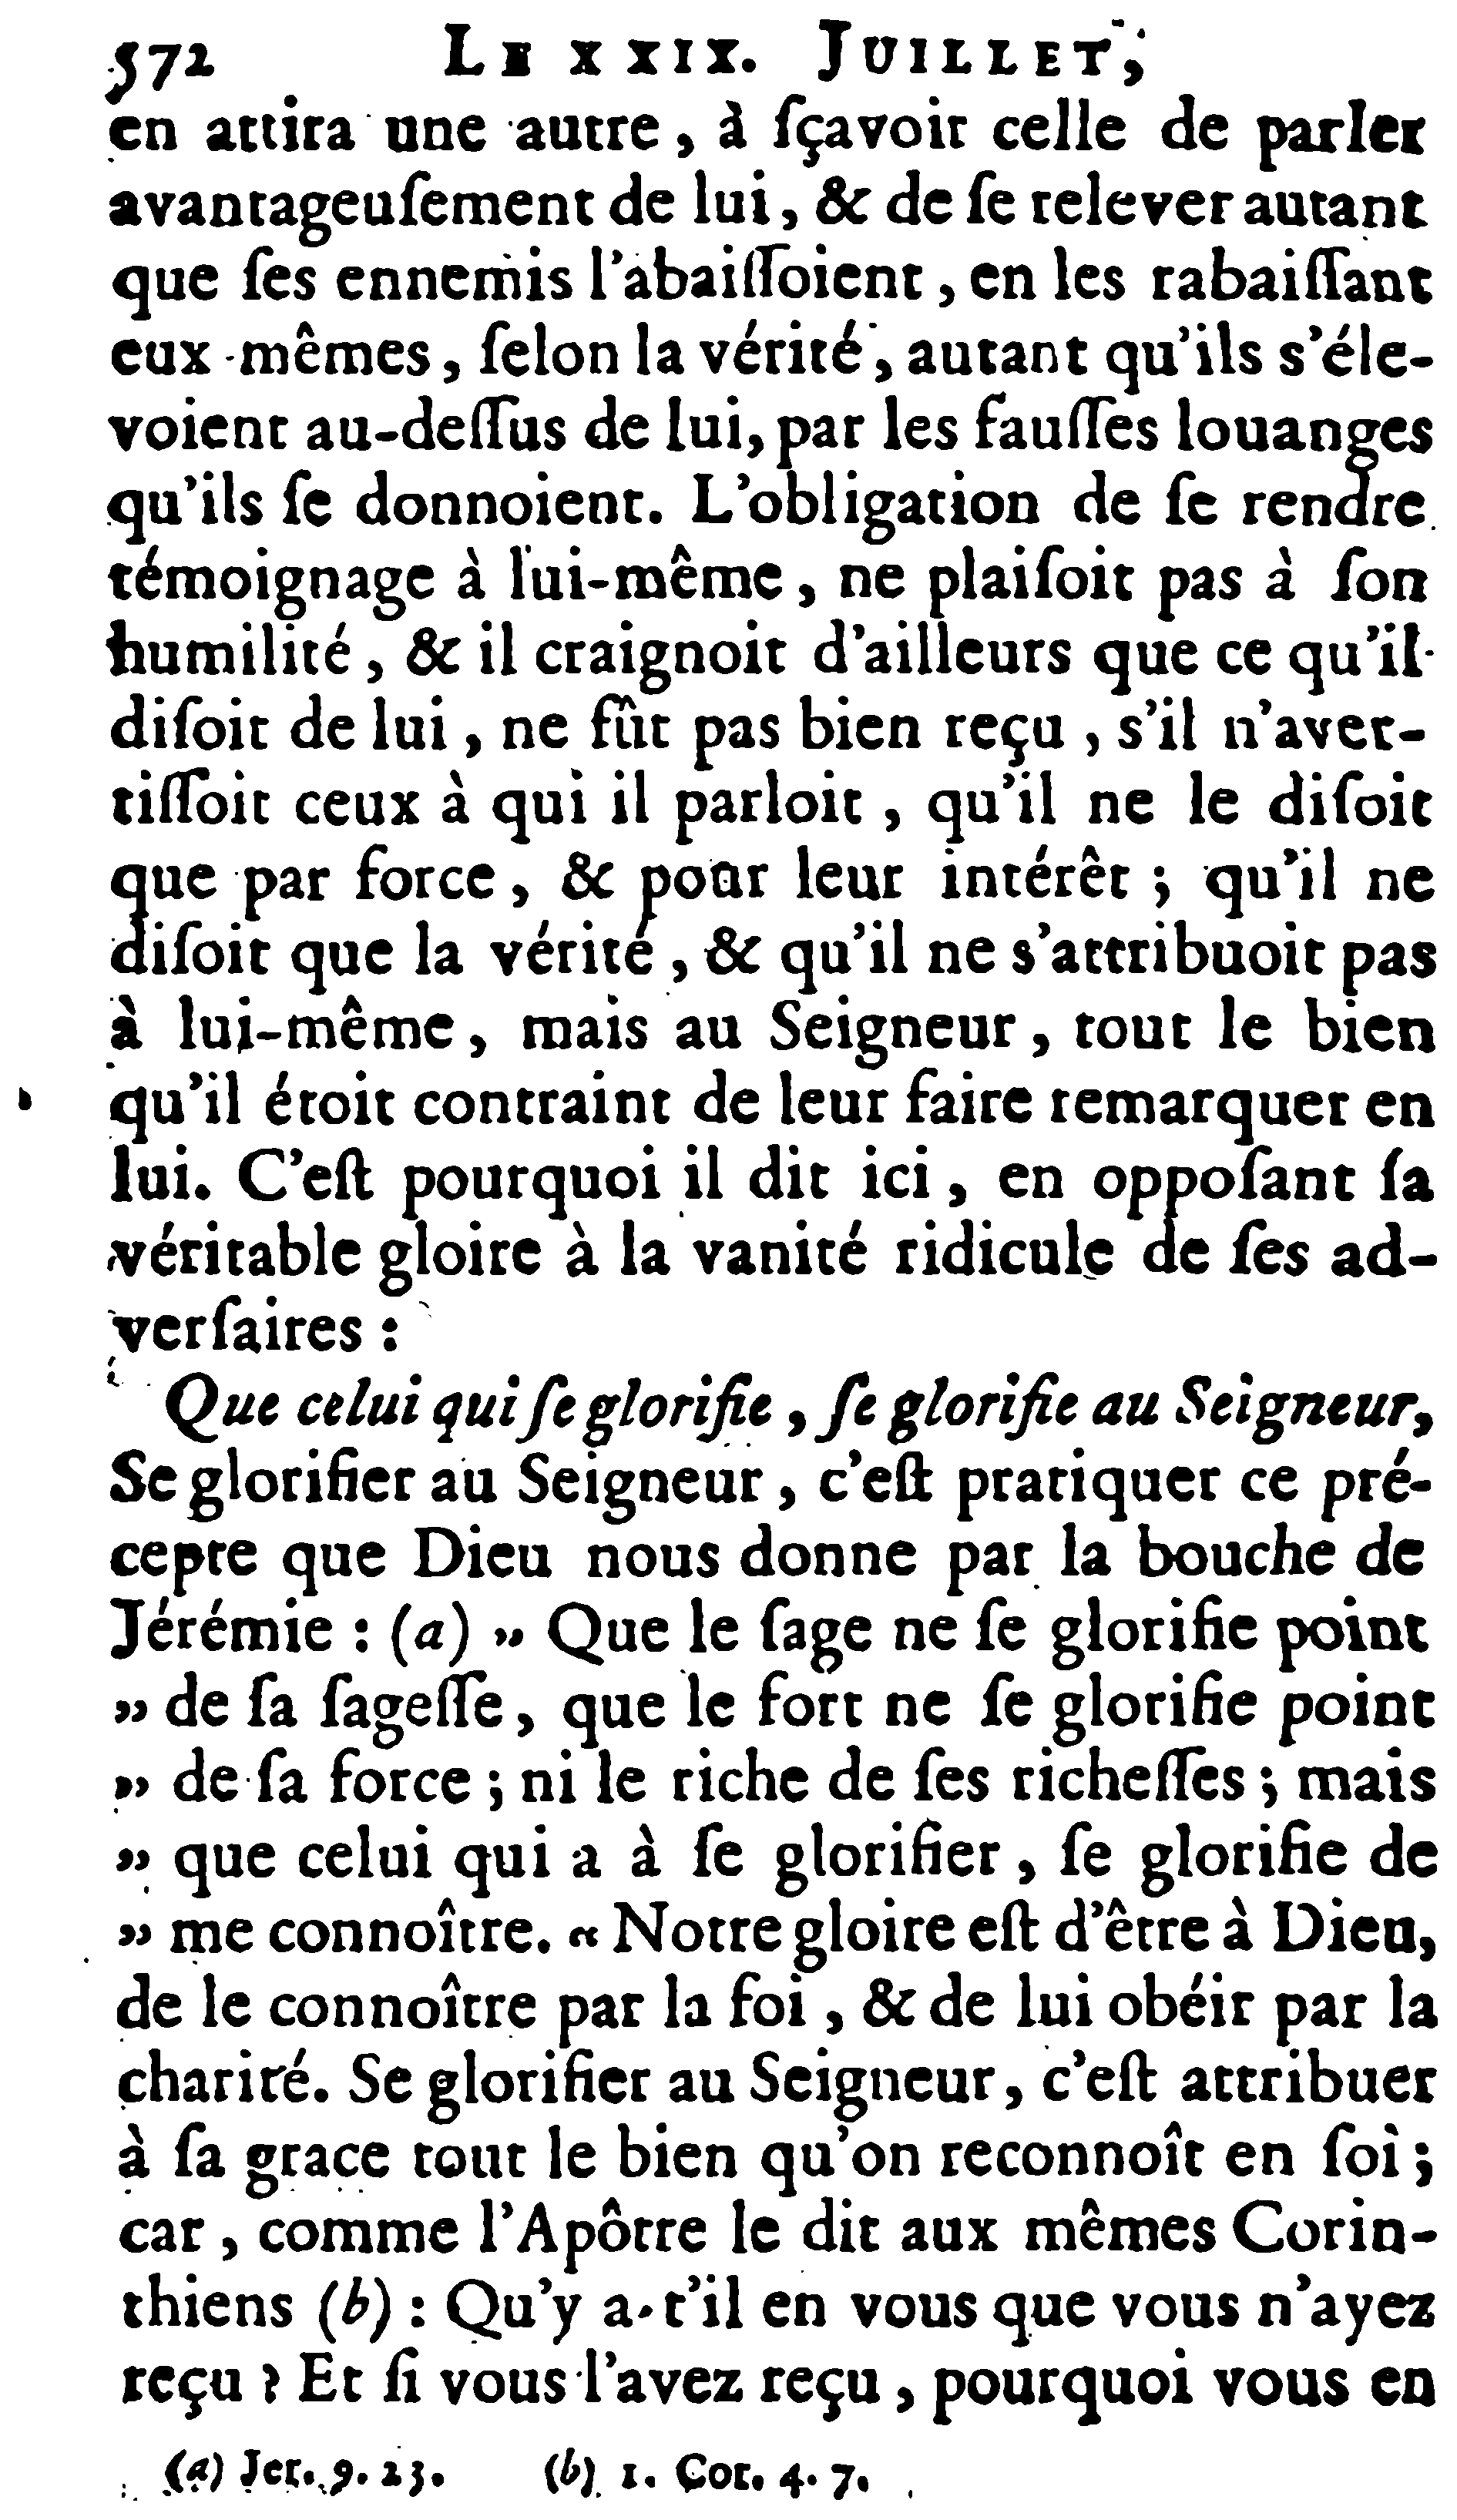 572 LE XXIX. JUILLET,
en attira une autre, à ſçavoir celle de parler
avantageuſement de lui, & de ſe relever autant
que ſes ennemis l'abaiſſoient, en les rabaiſſant
eux-mêmes, ſelon la vérité, autant qu'ils s'éle-
voient au-deſſus de lui, par les fauſſes louanges
qu'ils ſe donnoient. L'obligation de ſe rendre
témoignage à lui-même, ne plaiſoit pas à ſon
humilité, & il craignoit d'ailleurs que ce qu'il
diſoit de lui, ne fût pas bien reçu, s'il n'aver-
tiſſoit ceux à qui il parloit, qu'il ne le diſoit
que par force, & pour leur intérêt ; qu'il ne
diſoit que la vérité, & qu'il ne s'attribuoit pas
à lui-même, mais au Seigneur, tout le bien
qu'il étoit contraint de leur faire remarquer en
lui. C'eſt pourquoi il dit ici, en oppoſant ſa
véritable gloire à la vanité ridicule de ſes ad-
verſaires :
Que celui qui ſe glorifie, ſe glorifie au Seigneur,
Se glorifier au Seigneur, c'eſt pratiquer ce pré-
cepte que Dieu nous donne par la bouche de
Jérémie : (a) » Que le ſage ne ſe glorifie point
» de ſa ſageſſe, que le fort ne ſe glorifie point
» de ſa force ; ni le riche de ſes richeſſes ; mais
» que celui qui a à ſe glorifier, ſe glorifie de
» me connoître. « Notre gloire eſt d'être à Dieu,
de le connoître par la foi, & de lui obéir par la
charité. Se glorifier au Seigneur, c'eſt attribuer
à ſa grace tout le bien qu'on reconnoît en ſoi ;
car, comme l'Apôtre le dit aux mêmes Corin-
thiens (b) : Qu'y a-t'il en vous que vous n'ayez
reçu ? Et ſi vous l'avez reçu, pourquoi vous en
(a) Jer. 9. 23. (b) 1. Cor. 4. 7.